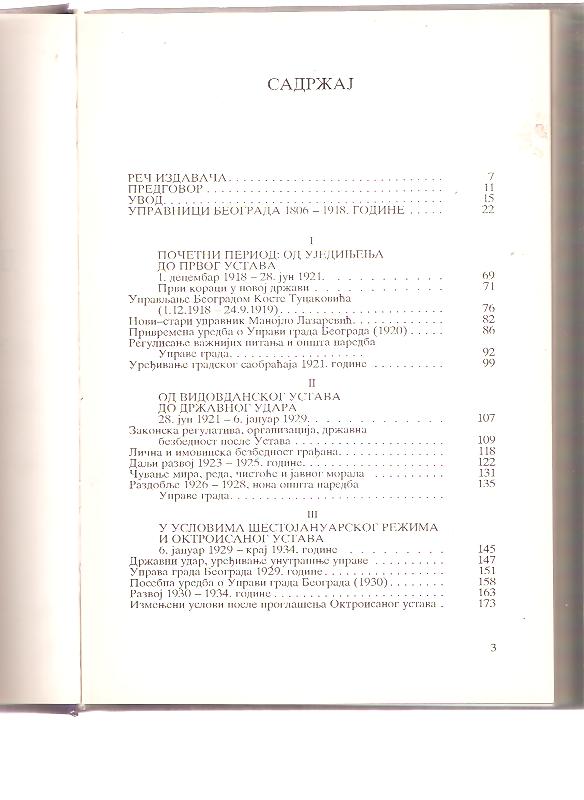 САДРЖАЈ
РЕЧ ИЗДАВАЧА. . . . . . . . . . . . . . . . . . . . . . . . . . . . . . 7
ПРЕДГОВОР . . . . . . . . . . . . . . . . . . . . . . . . . . . . . . . . 11
УВОД. . . . . . . . . . . . . . . . . . . . . . . . . . . . . . . . . . . . . . 15
УПРАВНИЦИ БЕОГРАДА 1806 – 1918. ГОДИНЕ . . . . . 22
I
ПОЧЕТНИ ПЕРИОД: ОД УЈЕДИЊЕЊА
ДО ПРВОГ УСТАВА
1. децембар 1918 – 28. јун 1921. . . . . . . . . . . . 69
Први кораци у новој држави . . . . . . . . . . . . . 71
Управљање Београдом Косте Туцаковића
(1.12.1918 – 24.9.1919) . . . . . . . . . . . . . . . . . . . . . 76
Нови–стари управник Манојло Лазаревић. . . . . . . . . . . . 82
Привремена уредба о Управи града Београда (1920) . . . . . 86
Регулисање важнијих питања и општа наредба
Управе града. . . . . . . . . . . . . . . . . . 92
Уређивање градског саобраћаја 1921. године . . . . . . . . . . 99
II
ОД ВИДОВДАНСКОГ УСТАВА
ДО ДРЖАВНОГ УДАРА
28. јун 1921 – 6. јануар 1929. . . . . . . . . . . . . . 107
Законска регулатива, организација, државна
безбедност после Устава . . . . . . . . . . . . . . . . . . . . 109
Лична и имовинска безбедност грађана. . . . . . . . . . . . . . 118
Даљи развој 1923 – 1925. године. . . . . . . . . . . . . . . . . . . 122
Чување мира, реда, чистоће и јавног морала . . . . . . . . . . 131
Раздобље 1926 – 1928, нова општа наредба 135
Управе града. . . . . . . . . . . . . . . . . . . . . . . . . . . .
III
У УСЛОВИМА ШЕСТОЈАНУАРСКОГ РЕЖИМА
И ОКТРОИСАНОГ УСТАВА
6. јануар 1929 – крај 1934. године . . . . . . . . . . 145
Државни удар, уређивање унутрашње управе . . . . . . . . . . 147
Управа града Београда 1929. године . . . . . . . . . . . . . . . . 151
Посебна уредба о Управи града Београда (1930) . . . . . . . . 158
Развој 1930 – 1934. године . . . . . . . . . . . . . . . . . . . . . . . 163
Измењени услови после проглашења Октроисаног устава . 173
3